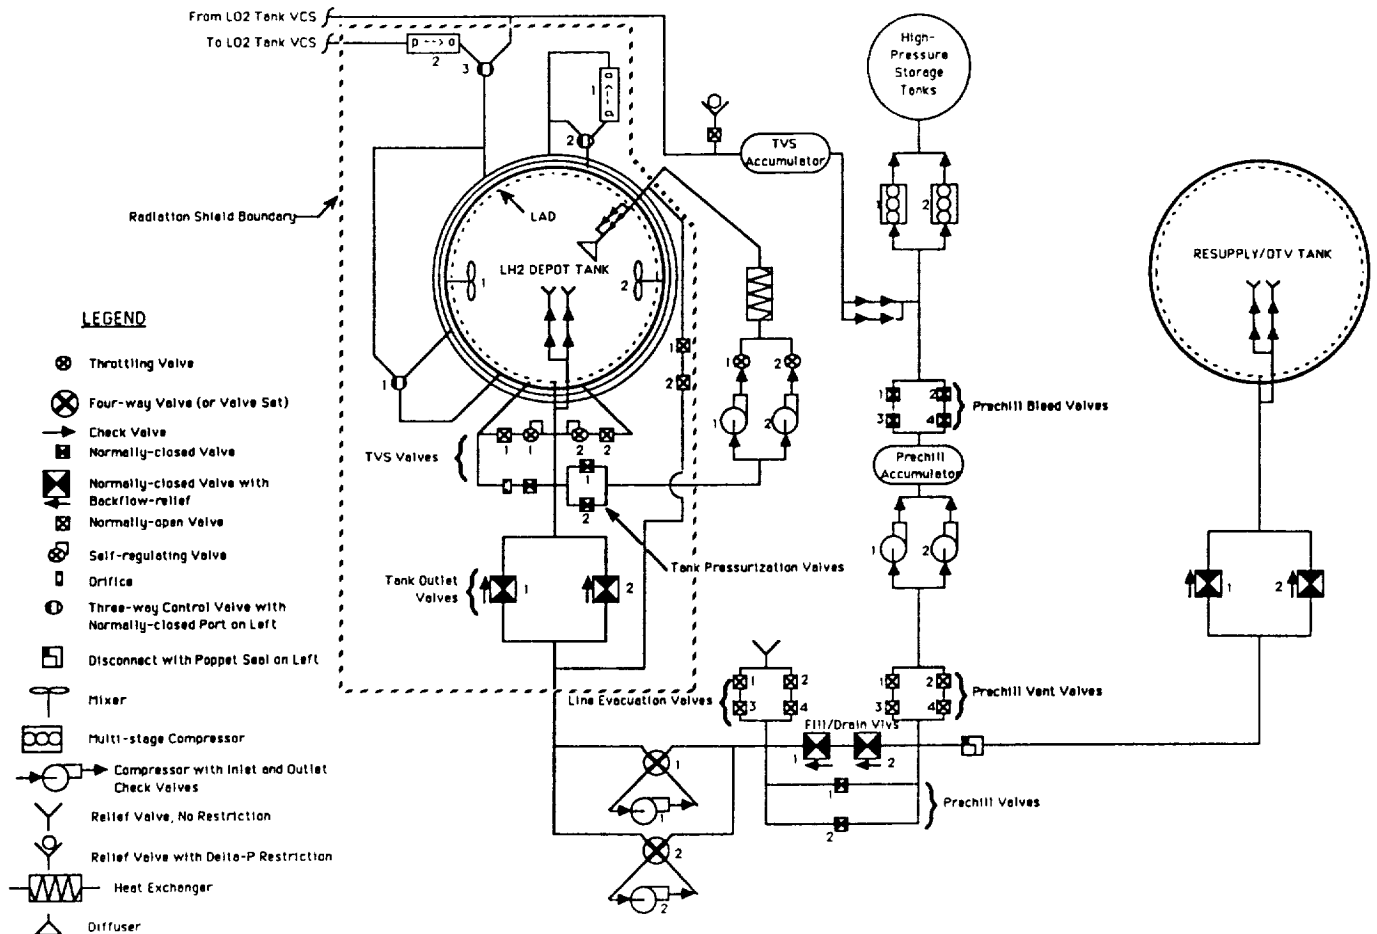 From LO2 Tank VCS
To LO2 Tank VCS
p --> o
2
3
1
2
High-
Pressure
Storage
Tanks
TVS
Accumulator
1
2
Radiation Shield Boundary
LAD
LH2 DEPOT TANK
1
2
RESUPPLY/OTV TANK
LEGEND
Throttling Valve
Four-way Valve (or Valve Set)
Check Valve
Normally-closed Valve
Normally-closed Valve with
Backflow-relief
Normally-open Valve
Self-regulating Valve
Orifice
Three-way Control Valve with
Normally-closed Port on Left
Disconnect with Poppet Seal on Left
Mixer
Multi-stage Compressor
Compressor with Inlet and Outlet
Check Valves
Relief Valve, No Restriction
Relief Valve with Delta-P Restriction
Heat Exchanger
Diffuser
1
1
2
1
2
1
2
1 2
3 4
Prechill Bleed Valves
TVS Valves
1 1 2 2
1
2
Prechill
Accumulator
1 2
Tank Pressurization Valves
Tank Outlet
Valves
1
2
1
2
Line Evacuation Valves
1 2
3 4
1 2
3 4
Prechill Vent Valves
Fill/Drain Vlvs
1 2
1
1
2
2
1
2
Prechill Valves